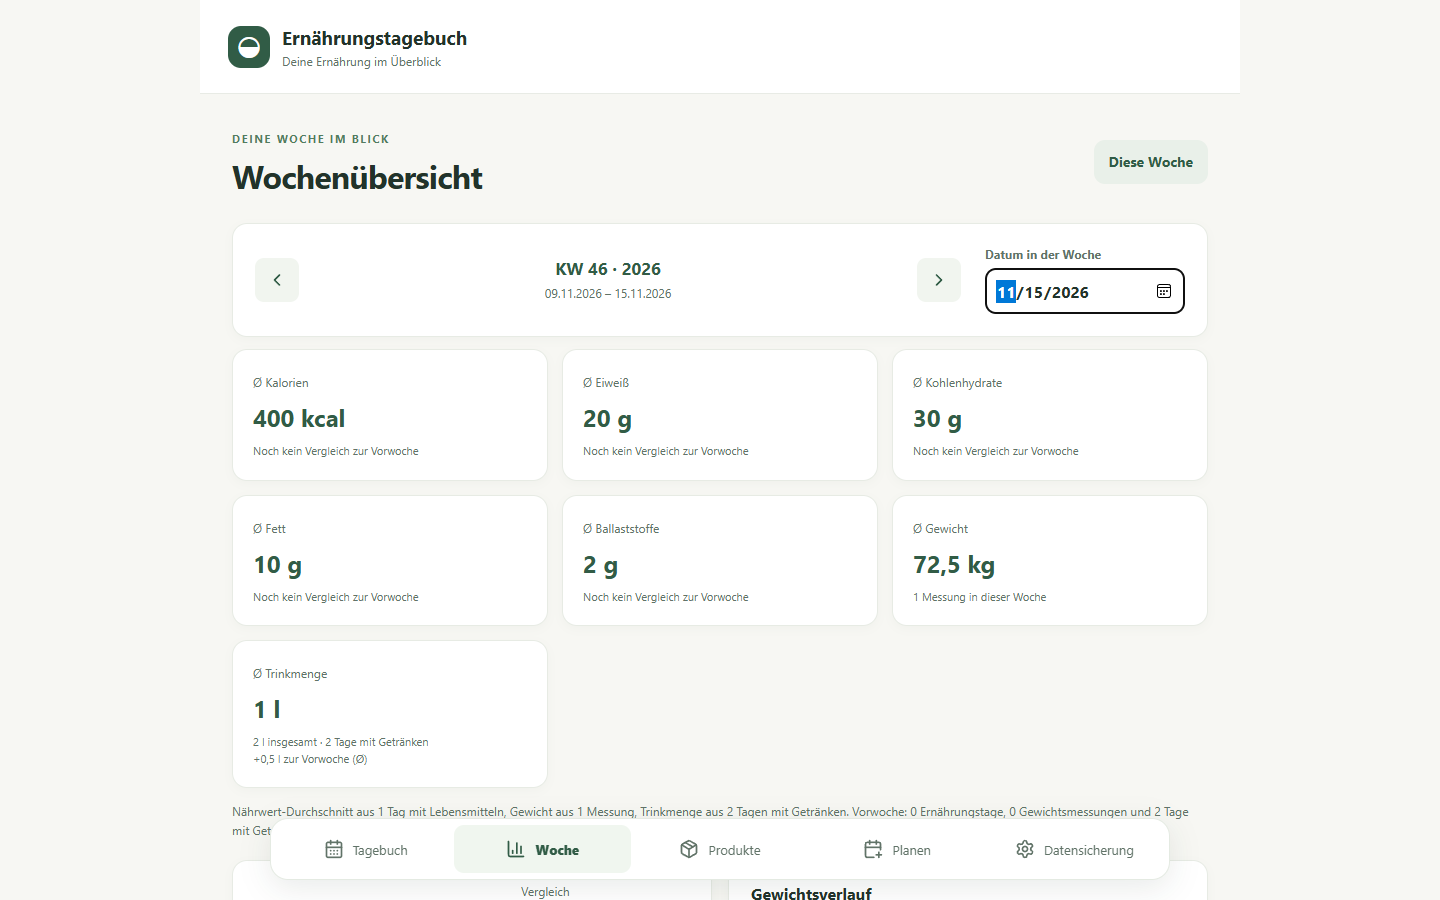 Ernährungstagebuch
Deine Ernährung im Überblick
DEINE WOCHE IM BLICK
Wochenübersicht
Diese Woche
KW 46 · 2026
09.11.2026 – 15.11.2026
Datum in der Woche
11/15/2026
Ø Kalorien
400 kcal
Noch kein Vergleich zur Vorwoche
Ø Eiweiß
20 g
Noch kein Vergleich zur Vorwoche
Ø Kohlenhydrate
30 g
Noch kein Vergleich zur Vorwoche
Ø Fett
10 g
Noch kein Vergleich zur Vorwoche
Ø Ballaststoffe
2 g
Noch kein Vergleich zur Vorwoche
Ø Gewicht
72,5 kg
1 Messung in dieser Woche
Ø Trinkmenge
1 l
2 l insgesamt · 2 Tage mit Getränken
+0,5 l zur Vorwoche (Ø)
Nährwert-Durchschnitt aus 1 Tag mit Lebensmitteln, Gewicht aus 1 Messung, Trinkmenge aus 2 Tagen mit Getränken. Vorwoche: 0 Ernährungstage, 0 Gewichtsmessungen und 2 Tage
mit
Tagebuch
Woche
Produkte
Planen
Datensicherung
Vergleich
Gewichtsverlauf